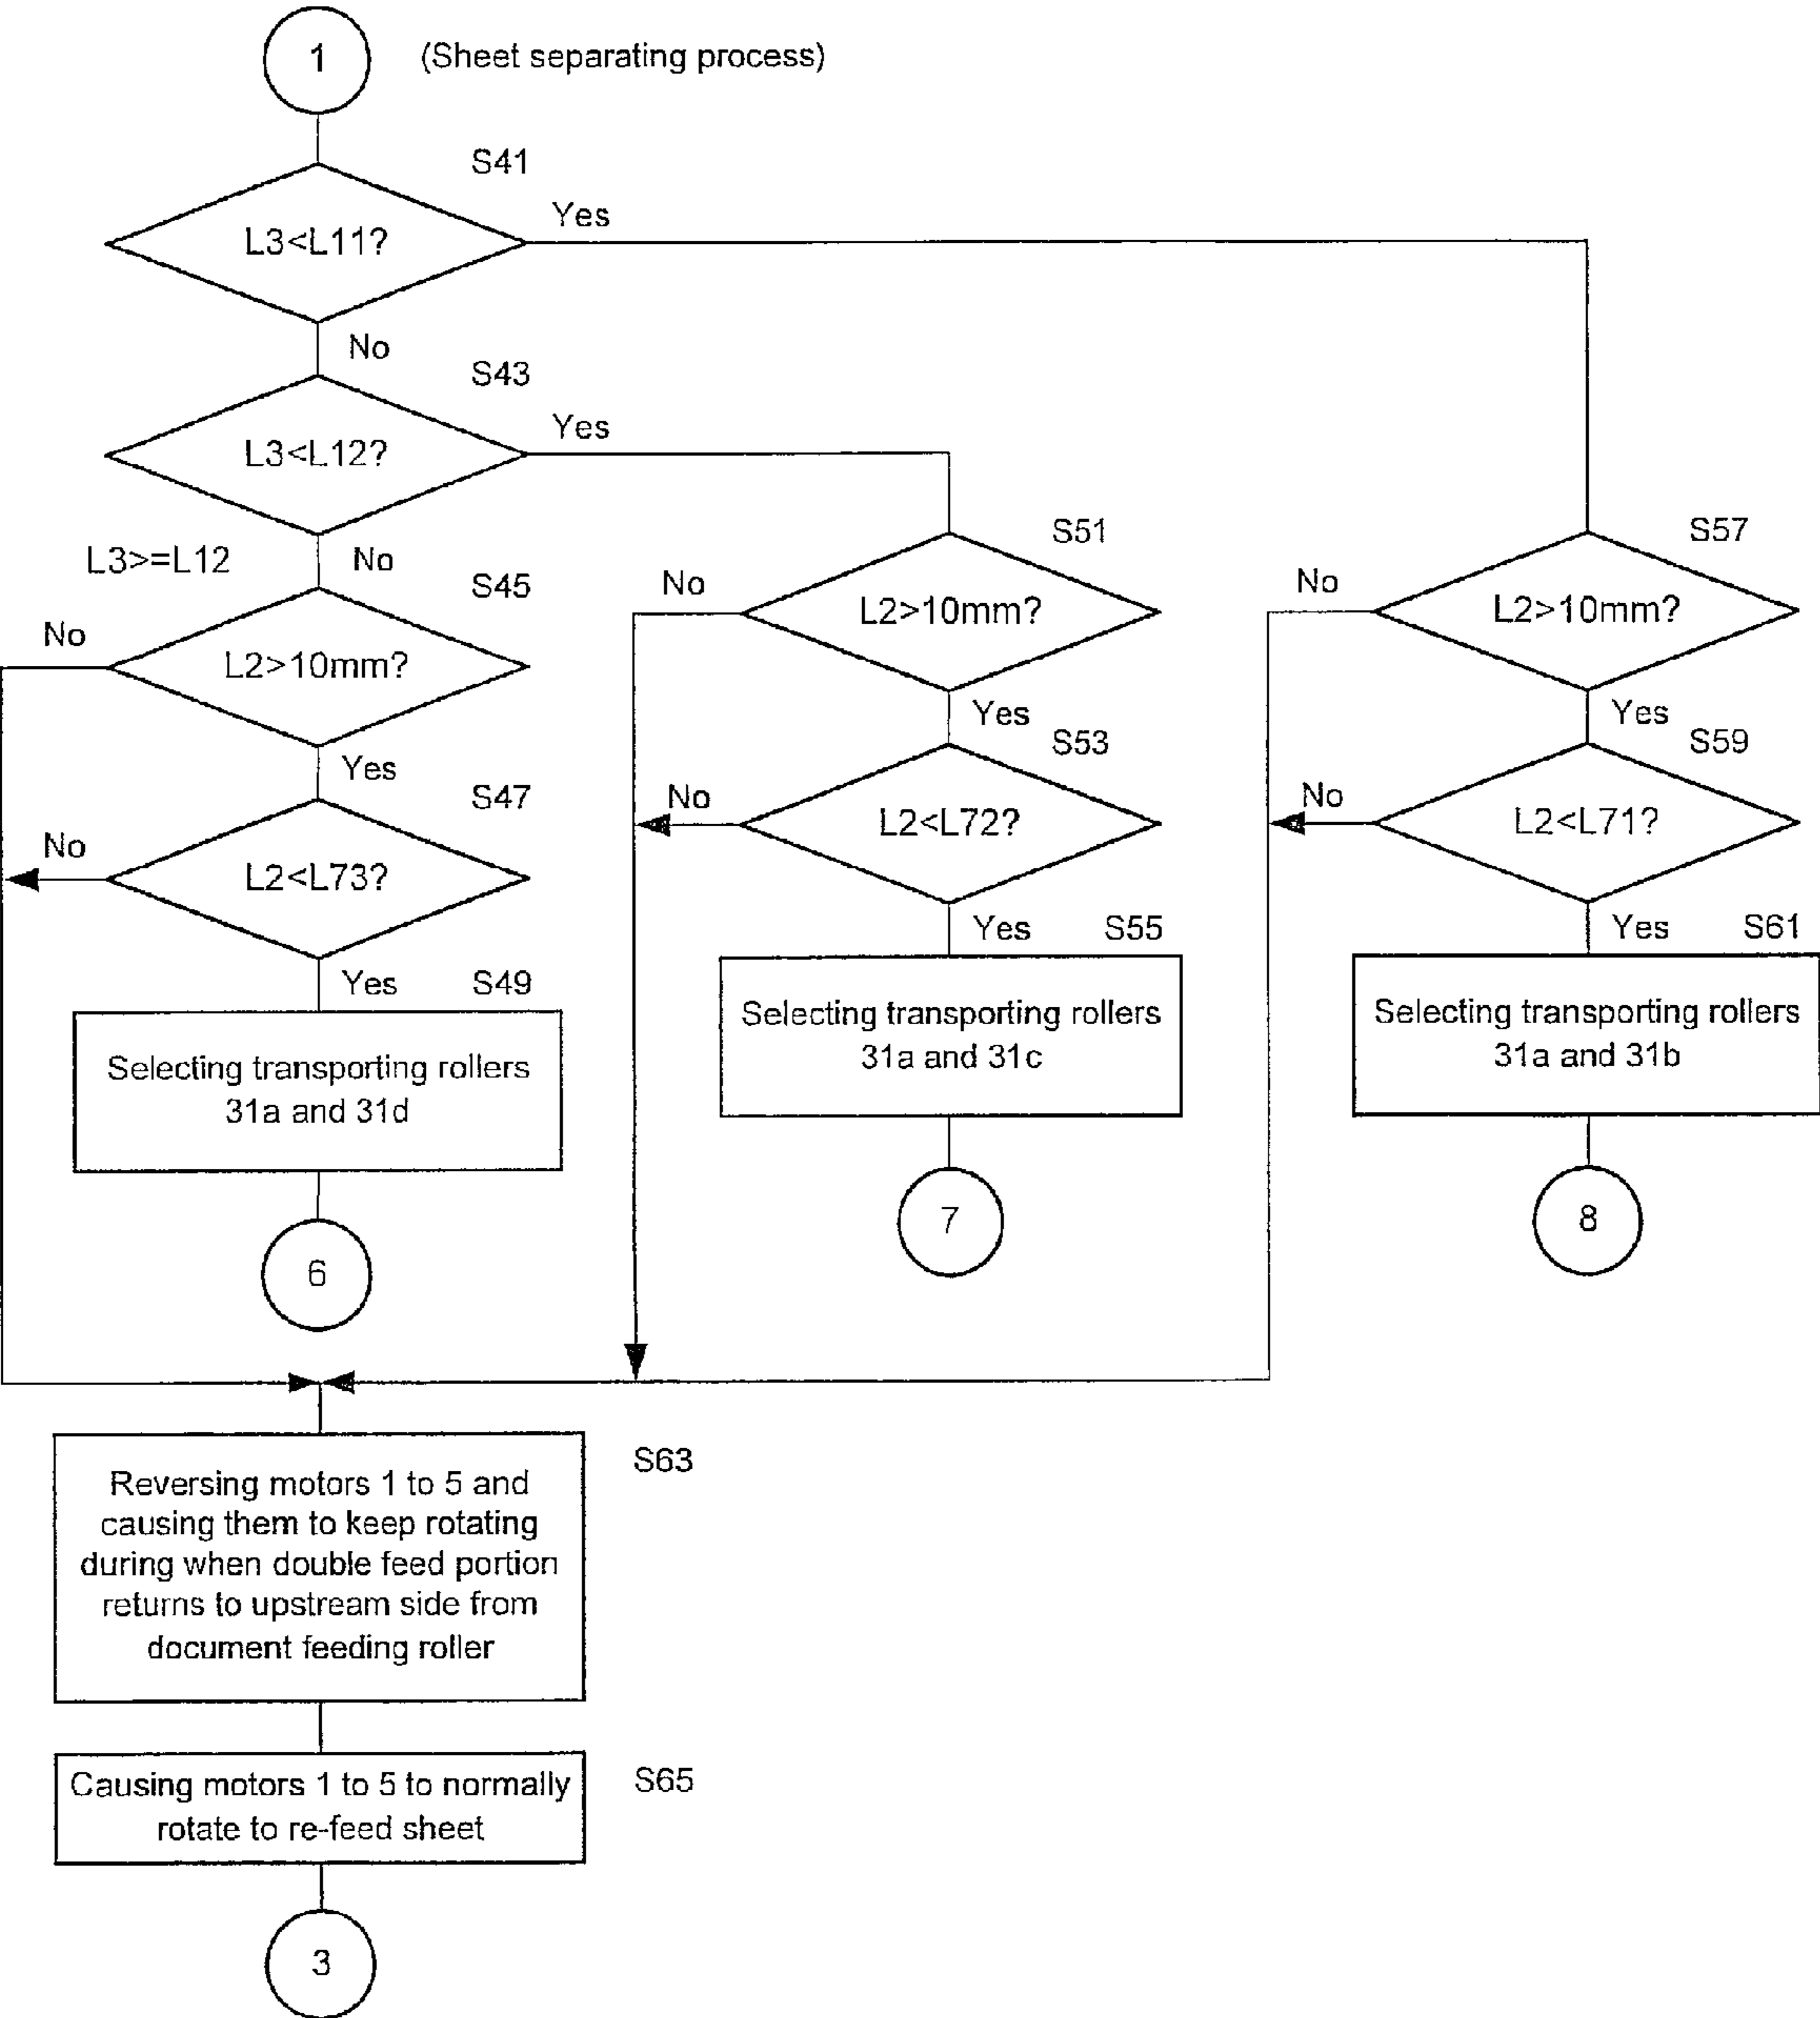 1
(Sheet separating process)
S41
L3<L11?
Yes
No
S43
L3<L12?
Yes
L3>=L12
No
S45
No
L2>10mm?
Yes
S47
No
L2<L73?
Yes
S49
Selecting transporting rollers
31a and 31d
6
S51
No
L2>10mm?
Yes
S53
No
L2<L72?
Yes
S55
Selecting transporting rollers
31a and 31c
7
S57
No
L2>10mm?
Yes
S59
No
L2<L71?
Yes
S61
Selecting transporting rollers
31a and 31b
8
S63
Reversing motors 1 to 5 and
causing them to keep rotating
during when double feed portion
returns to upstream side from
document feeding roller
S65
Causing motors 1 to 5 to normally
rotate to re-feed sheet
3